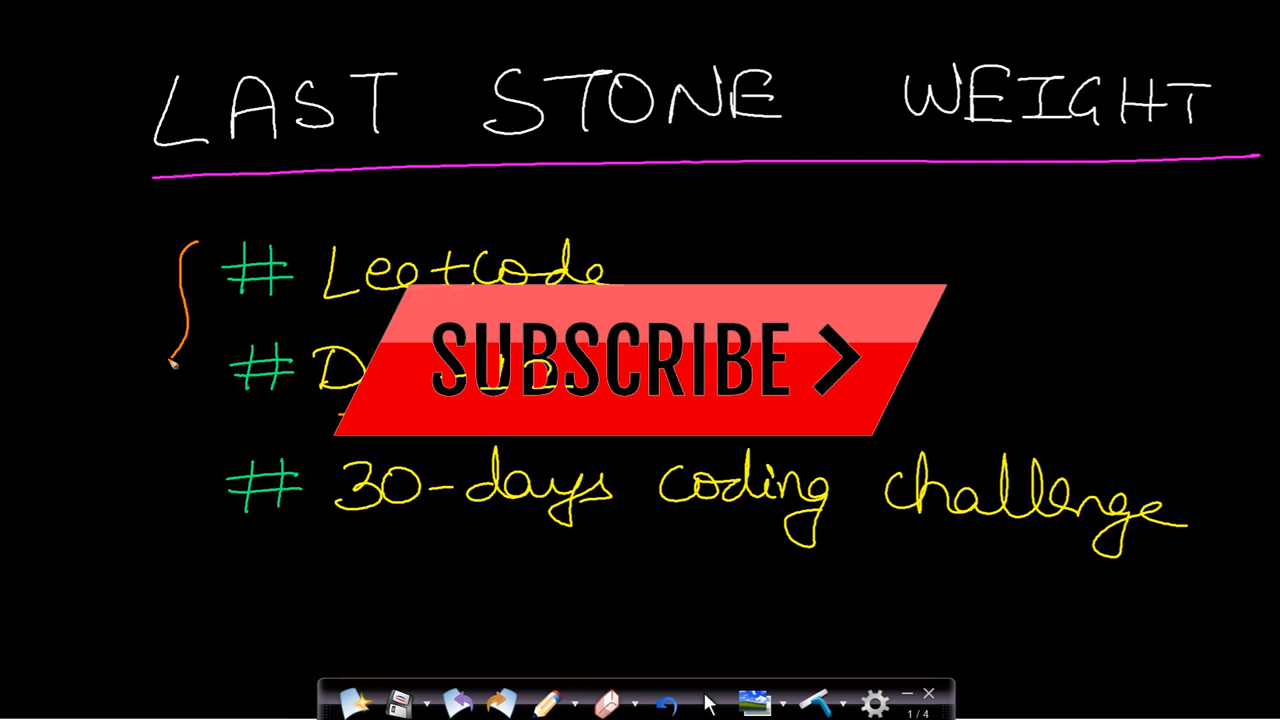 LAST STONE WEIGHT
# Leetcode
SUBSCRIBE >
#
# 30-days coding challenge
1 / 4